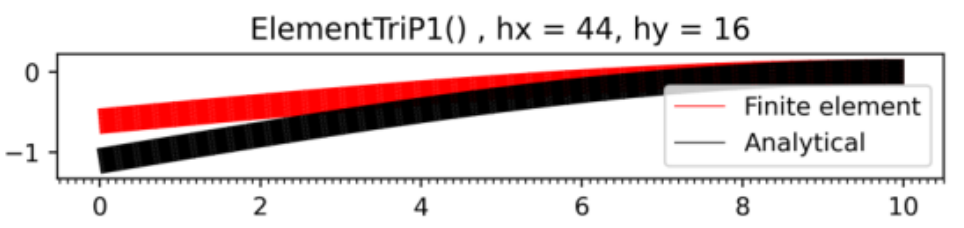 ElementTriP1() , hx = 44, hy = 16
0
−1
Finite element
Analytical
0 2 4 6 8 10